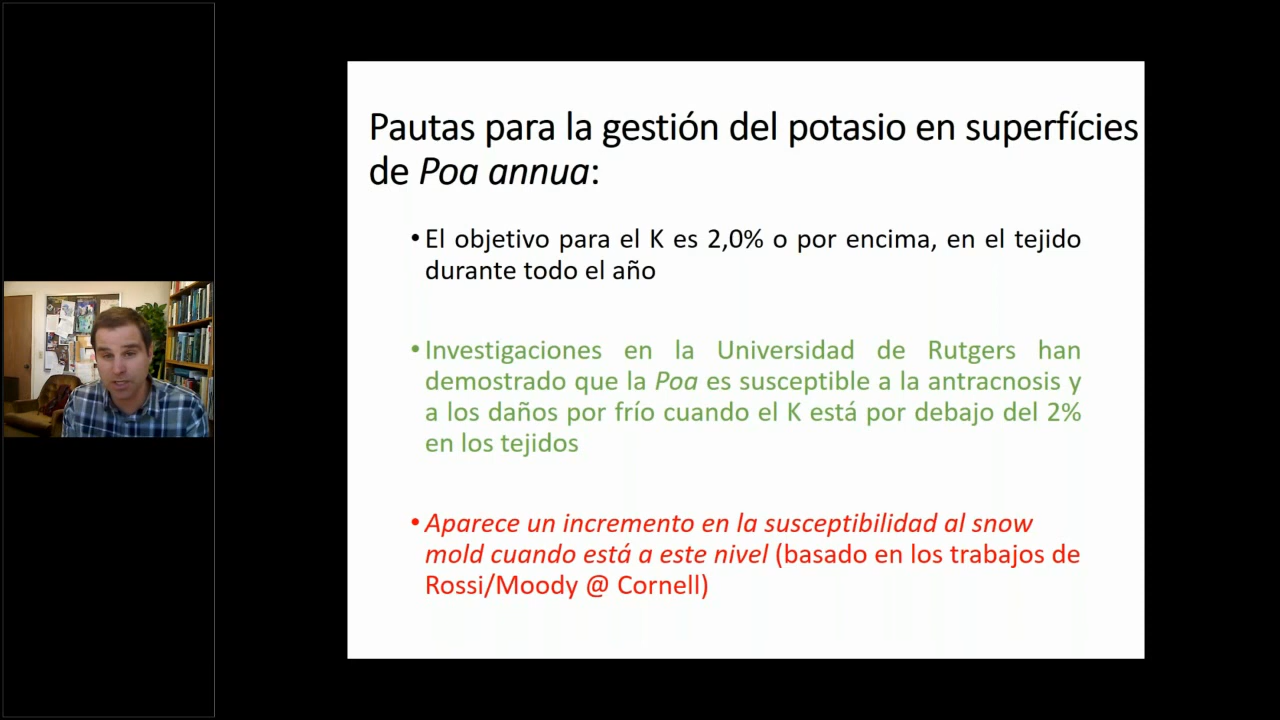 Pautas para la gestión del potasio en superfícies
de Poa annua:
• El objetivo para el K es 2,0% o por encima, en el tejido
durante todo el año
• Investigaciones en la Universidad de Rutgers han
demostrado que la Poa es susceptible a la antracnosis y
a los daños por frío cuando el K está por debajo del 2%
en los tejidos
• Aparece un incremento en la susceptibilidad al snow
mold cuando está a este nivel (basado en los trabajos de
Rossi/Moody @ Cornell)